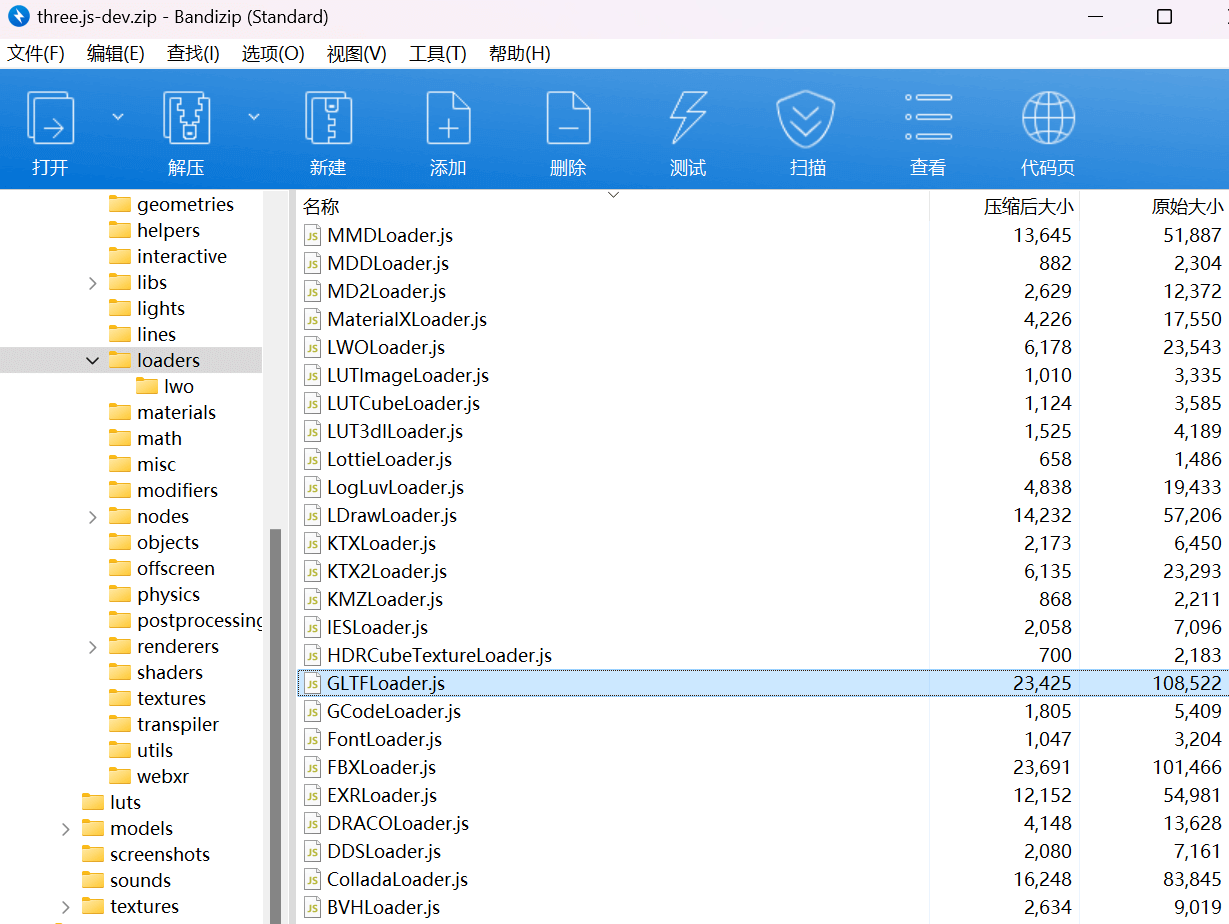 three.js-dev.zip - Bandizip (Standard)
文件(F) 编辑(E) 查找(I) 选项(O) 视图(V) 工具(T) 帮助(H)
打开 解压 新建 添加 删除 测试 扫描 查看 代码页
geometries
helpers
interactive
libs
lights
lines
loaders
lwo
materials
math
misc
modifiers
nodes
objects
offscreen
physics
postprocessing
renderers
shaders
textures
transpiler
utils
webxr
luts
models
screenshots
sounds
textures
名称 压缩后大小 原始大小
MMDLoader.js 13,645 51,887
MDDLoader.js 882 2,304
MD2Loader.js 2,629 12,372
MaterialXLoader.js 4,226 17,550
LWOLoader.js 6,178 23,543
LUTImageLoader.js 1,010 3,335
LUTCubeLoader.js 1,124 3,585
LUT3dlLoader.js 1,525 4,189
LottieLoader.js 658 1,486
LogLuvLoader.js 4,838 19,433
LDrawLoader.js 14,232 57,206
KTXLoader.js 2,173 6,450
KTX2Loader.js 6,135 23,293
KMZLoader.js 868 2,211
IESLoader.js 2,058 7,096
HDRCubeTextureLoader.js 700 2,183
GLTFLoader.js 23,425 108,522
GCodeLoader.js 1,805 5,409
FontLoader.js 1,047 3,204
FBXLoader.js 23,691 101,466
EXRLoader.js 12,152 54,981
DRACOLoader.js 4,148 13,628
DDSLoader.js 2,080 7,161
ColladaLoader.js 16,248 83,845
BVHLoader.js 2,634 9,019